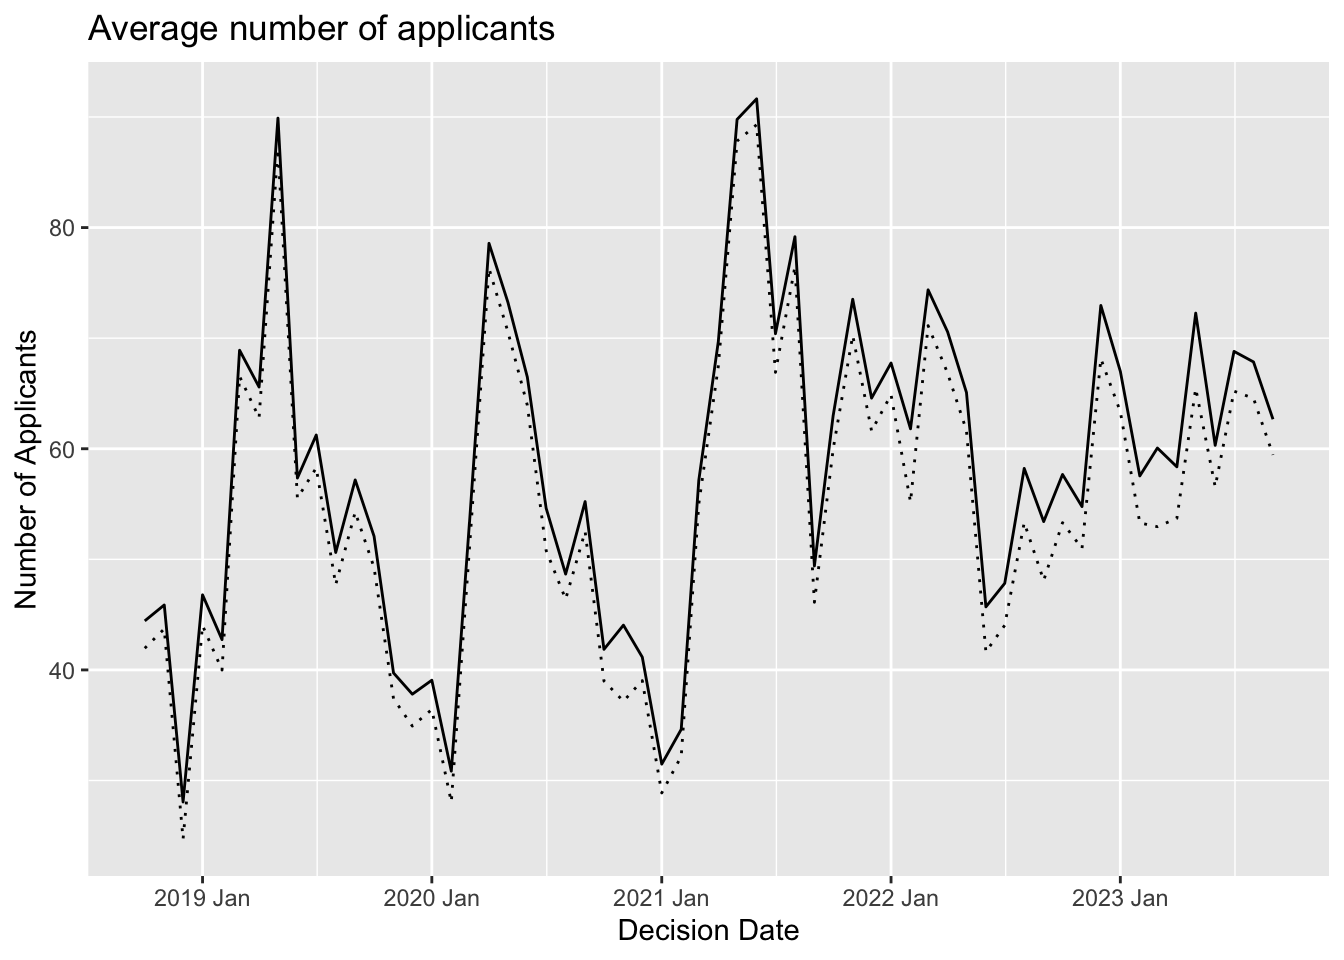 Average number of applicants
Number of Applicants
80
60
40
2019 Jan
2020 Jan
2021 Jan
2022 Jan
2023 Jan
Decision Date